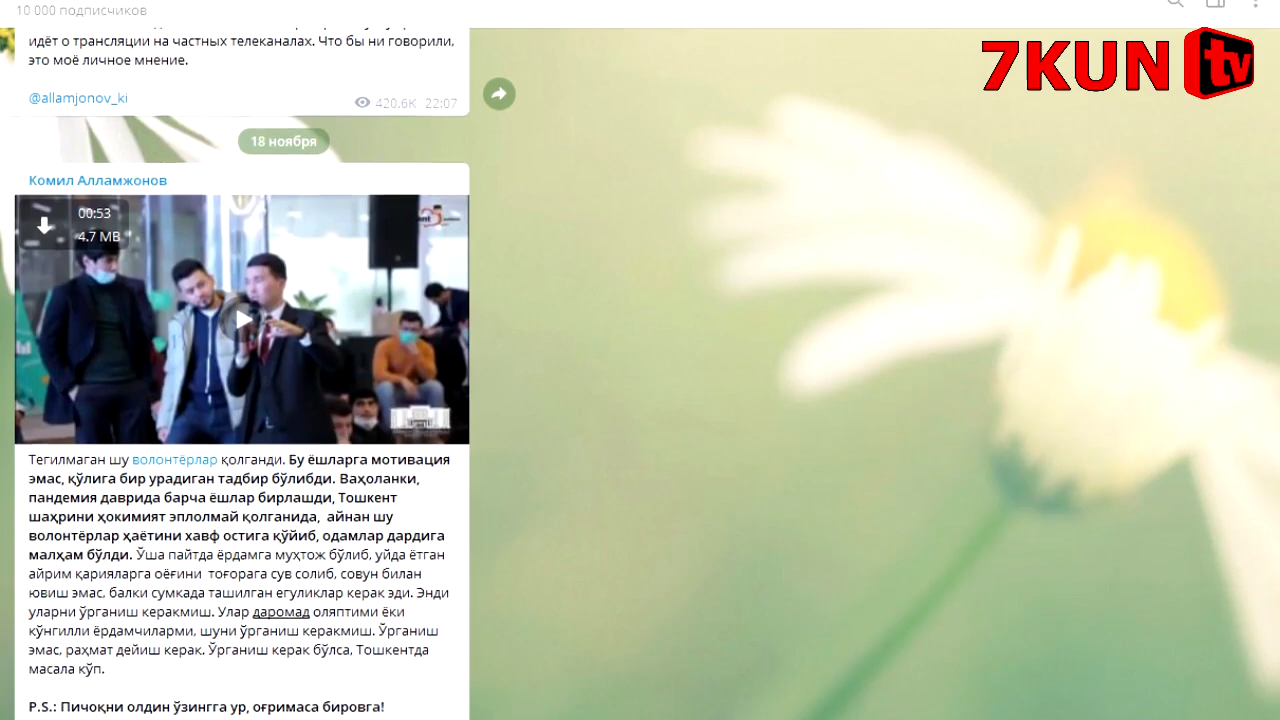 10 000 подписчиков
идёт о трансляции на частных телеканалах. Что бы ни говорили,
это моё личное мнение.
@allamjonov_ki
420.6K 22:07
7KUN tv
18 ноября
Комил Алламжонов
00:53
4.7 MB
Тегилмаган шу волонтёрлар қолганди. Бу ёшларга мотивация
эмас, қўлига бир урадиган тадбир бўлибди. Ваҳоланки,
пандемия даврида барча ёшлар бирлашди, Тошкент
шаҳрини ҳокимият эплолмай қолганида, айнан шу
волонтёрлар ҳаётини хавф остига қўйиб, одамлар дардига
малҳам бўлди. Ўша пайтда ёрдамга муҳтож бўлиб, уйда ётган
айрим қарияларга оёғини тоғорага сув солиб, совун билан
ювиш эмас, балки сумкада ташилган егуликлар керак эди. Энди
уларни ўрганиш керакмиш. Улар даромад оляптими ёки
кўнгилли ёрдамчиларми, шуни ўрганиш керакмиш. Ўрганиш
эмас, раҳмат дейиш керак. Ўрганиш керак бўлса, Тошкентда
масала кўп.
P.S.: Пичоқни олдин ўзингга ур, оғримаса бировга!